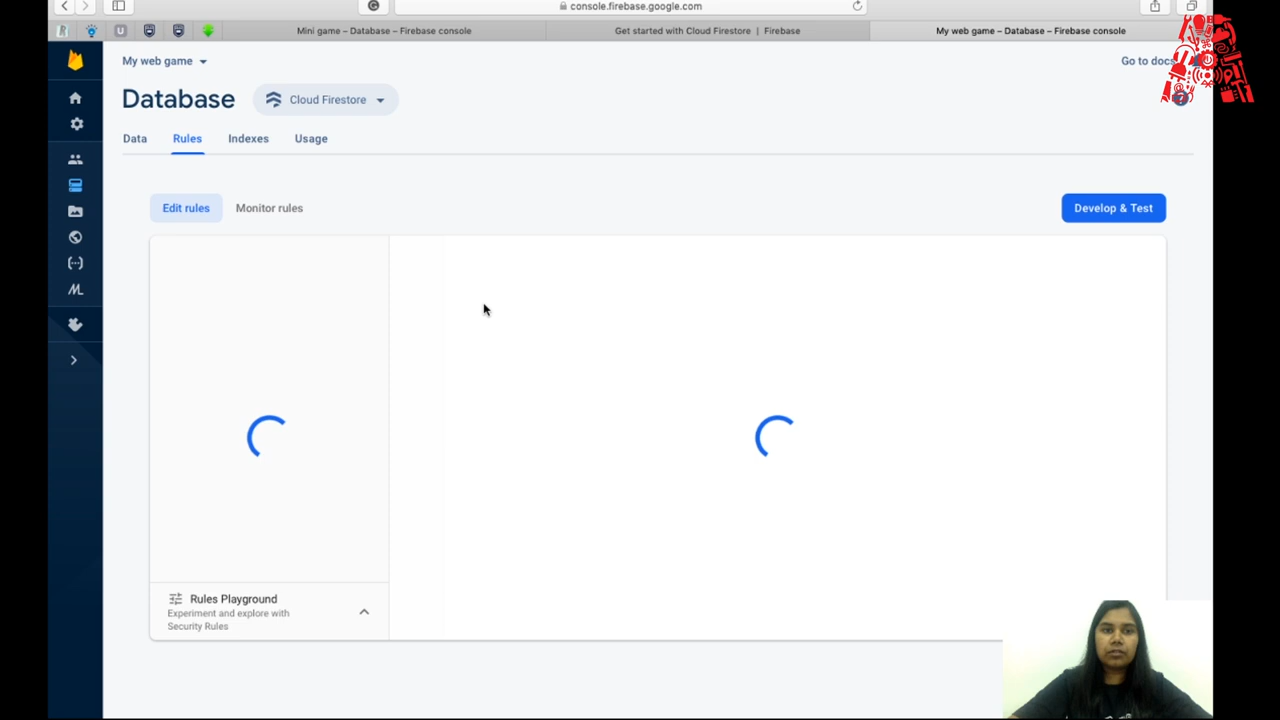 console.firebase.google.com
Mini game – Database – Firebase console
Get started with Cloud Firestore | Firebase
My web game – Database – Firebase console
My web game
Go to docs
Database
Cloud Firestore
Data
Rules
Indexes
Usage
Edit rules
Monitor rules
Develop & Test
Rules Playground
Experiment and explore with
Security Rules